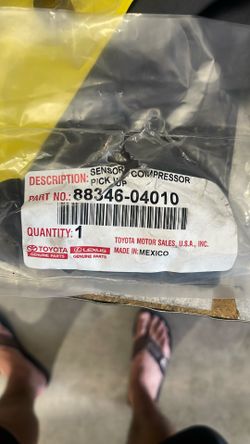 DESCRIPTION: SENSOR, COMPRESSOR
PICK UP
PART NO.: 88346-04010
QUANTITY: 1
TOYOTA MOTOR SALES, U.S.A., INC.
MADE IN: MEXICO
TOYOTA
GENUINE PARTS
LEXUS
GENUINE PARTS